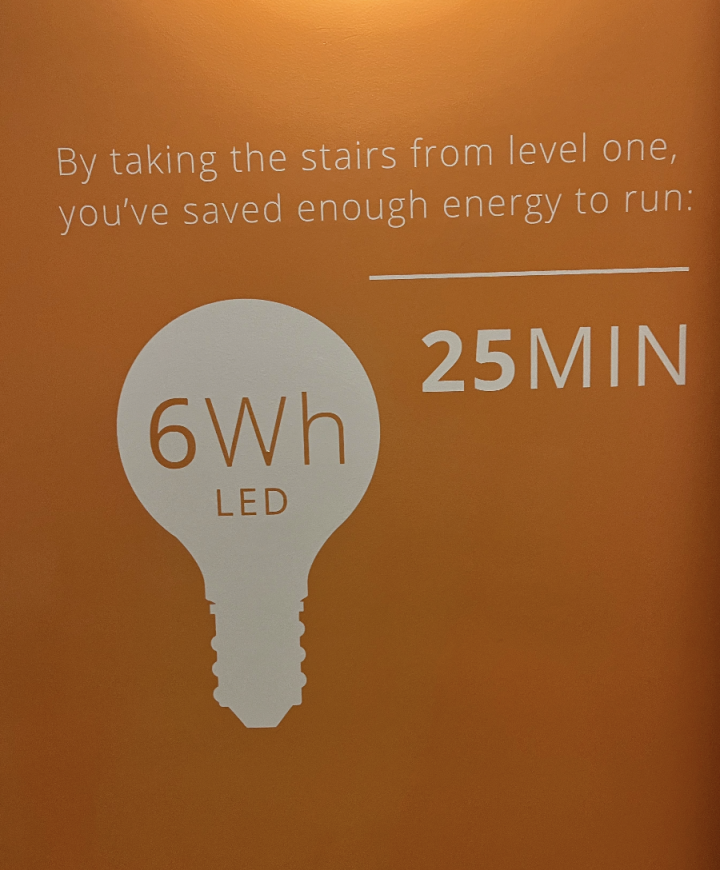 By taking the stairs from level one,
you've saved enough energy to run:
25MIN
6Wh
LED